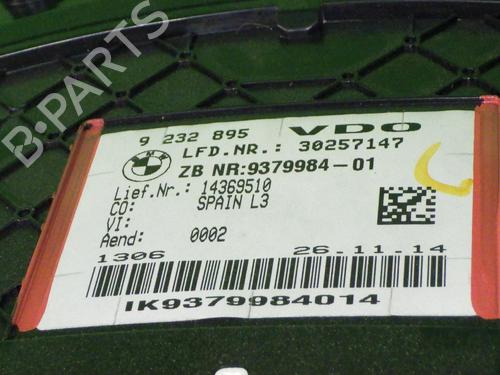 B-PARTS
9 232 895 VDO
LFD.NR.: 30257147
ZB NR:9379984-01
Lief.Nr.: 14369510
CO: SPAIN L3
VI:
Aend: 0002
1306 26.11.14
IK9379984014